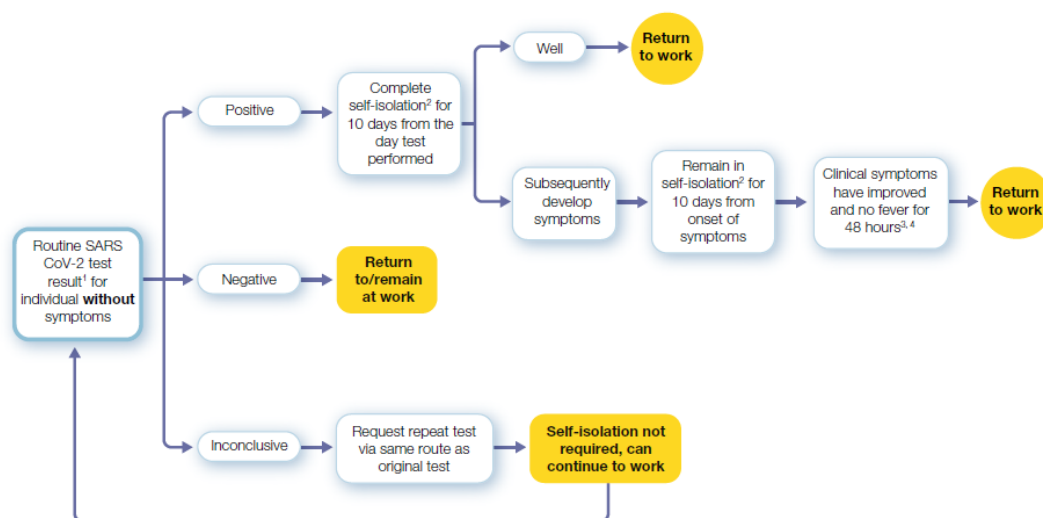 Routine SARS
CoV-2 test
result¹ for
individual without
symptoms
Positive
Complete
self-isolation² for
10 days from the
day test
performed
Well
Return
to work
Subsequently
develop
symptoms
Remain in
self-isolation² for
10 days from
onset of
symptoms
Clinical symptoms
have improved
and no fever for
48 hours³, ⁴
Return
to work
Negative
Return
to/remain
at work
Inconclusive
Request repeat test
via same route as
original test
Self-isolation not
required, can
continue to work